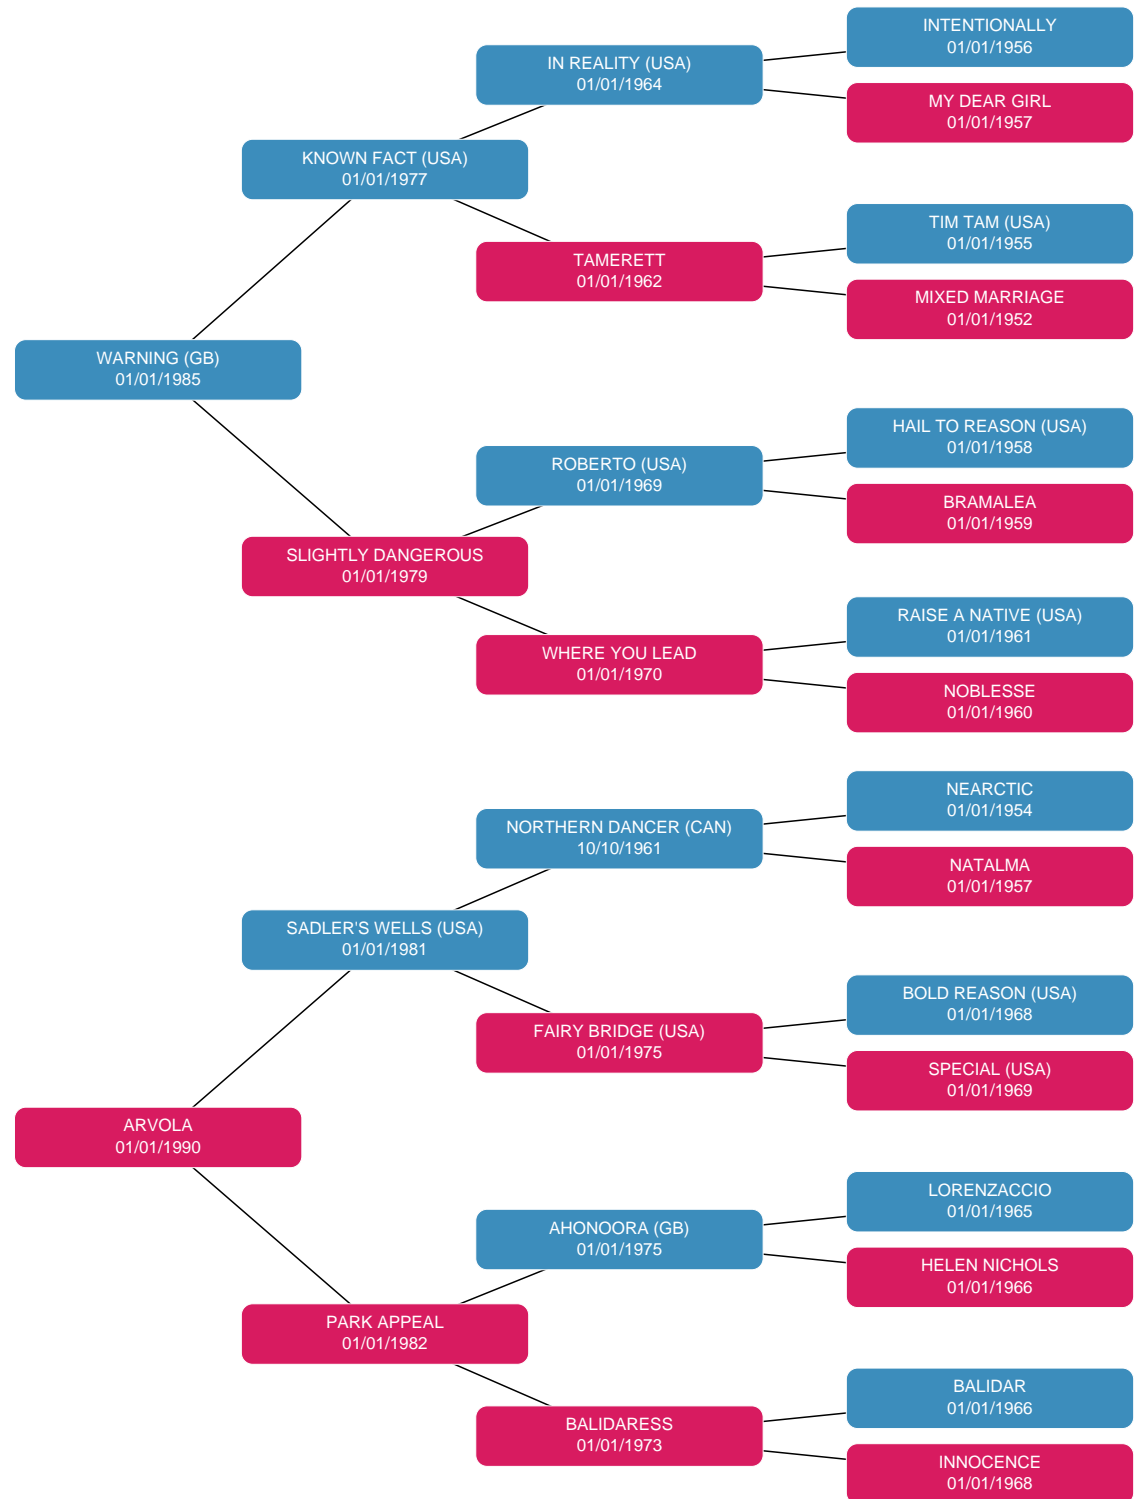 INTENTIONALLY
01/01/1956
IN REALITY (USA)
01/01/1964
MY DEAR GIRL
01/01/1957
KNOWN FACT (USA)
01/01/1977
TIM TAM (USA)
01/01/1955
TAMERETT
01/01/1962
MIXED MARRIAGE
01/01/1952
WARNING (GB)
01/01/1985
HAIL TO REASON (USA)
01/01/1958
ROBERTO (USA)
01/01/1969
BRAMALEA
01/01/1959
SLIGHTLY DANGEROUS
01/01/1979
RAISE A NATIVE (USA)
01/01/1961
WHERE YOU LEAD
01/01/1970
NOBLESSE
01/01/1960
NEARCTIC
01/01/1954
NORTHERN DANCER (CAN)
10/10/1961
NATALMA
01/01/1957
SADLER'S WELLS (USA)
01/01/1981
BOLD REASON (USA)
01/01/1968
FAIRY BRIDGE (USA)
01/01/1975
SPECIAL (USA)
01/01/1969
ARVOLA
01/01/1990
LORENZACCIO
01/01/1965
AHONOORA (GB)
01/01/1975
HELEN NICHOLS
01/01/1966
PARK APPEAL
01/01/1982
BALIDAR
01/01/1966
BALIDARESS
01/01/1973
INNOCENCE
01/01/1968